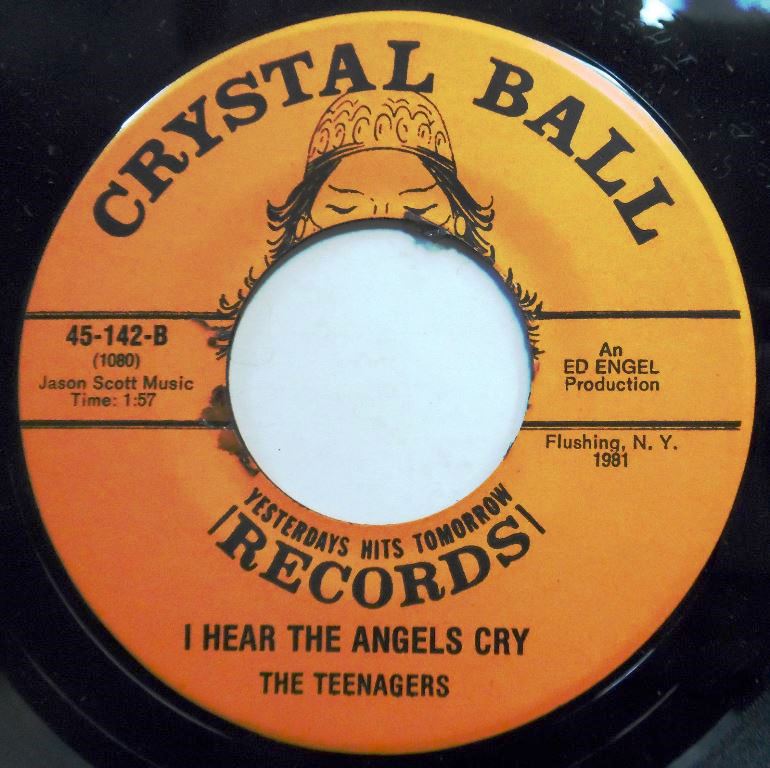 CRYSTAL BALL
45-142-B
(1080)
Jason Scott Music
Time: 1:57
An
ED ENGEL
Production
Flushing, N. Y.
1981
YESTERDAYS HITS TOMORROW
RECORDS
I HEAR THE ANGELS CRY
THE TEENAGERS